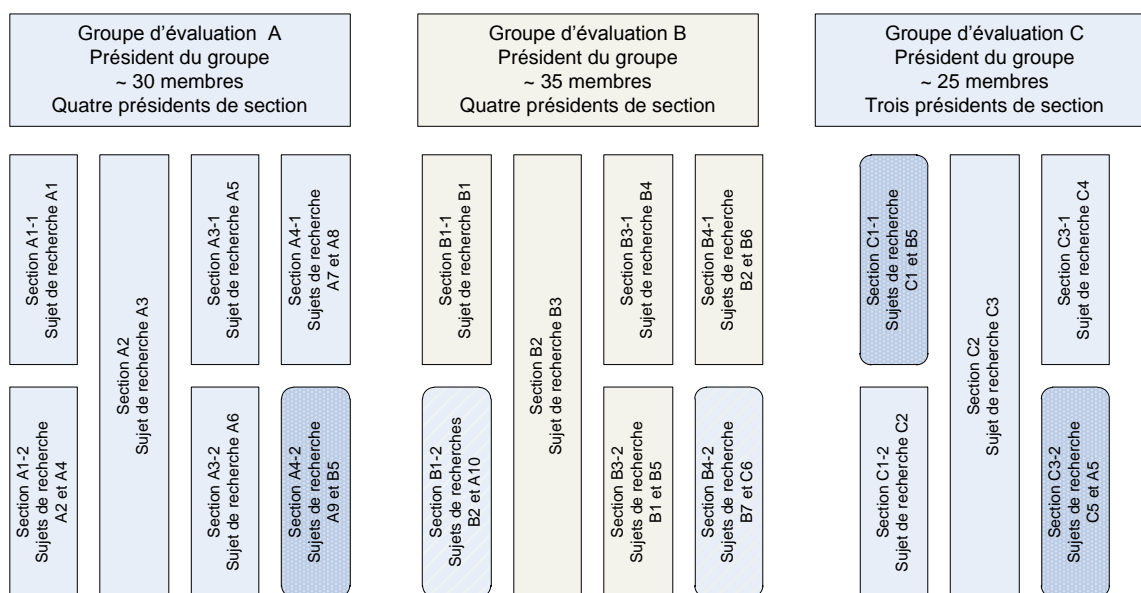 Groupe d’évaluation A
Président du groupe
~ 30 membres
Quatre présidents de section
Groupe d’évaluation B
Président du groupe
~ 35 membres
Quatre présidents de section
Groupe d’évaluation C
Président du groupe
~ 25 membres
Trois présidents de section
Section A1-1
Sujet de recherche A1
Section A2
Sujet de recherche A3
Section A3-1
Sujet de recherche A5
Section A4-1
Sujets de recherche
A7 et A8
Section B1-1
Sujet de recherche B1
Section B2
Sujet de recherche B3
Section B3-1
Sujet de recherche B4
Section B4-1
Sujets de recherche
B2 et B6
Section C1-1
Sujets de recherche
C1 et B5
Section C2
Sujet de recherche C3
Section C3-1
Sujet de recherche C4
Section A1-2
Sujets de recherche
A2 et A4
Section A3-2
Sujet de recherche A6
Section A4-2
Sujets de recherche
A9 et B5
Section B1-2
Sujets de recherches
B2 et A10
Section B3-2
Sujets de recherche
B1 et B5
Section B4-2
Sujets de recherche
B7 et C6
Section C1-2
Sujet de recherche C2
Section C3-2
Sujets de recherche
C5 et A5